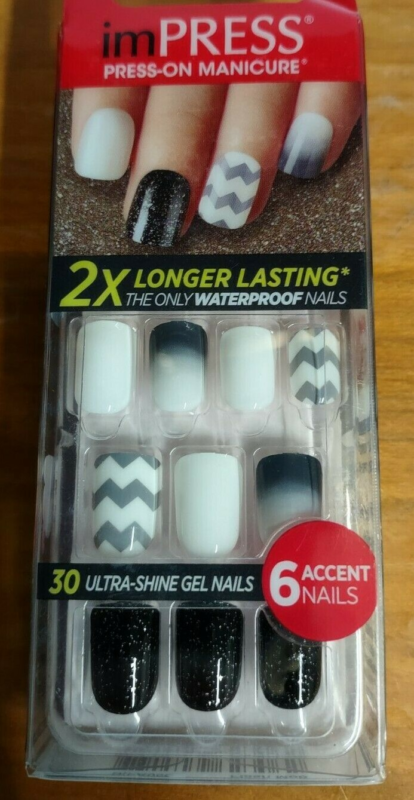 imPRESS®
PRESS-ON MANICURE®
2X LONGER LASTING*
THE ONLY WATERPROOF NAILS
30 ULTRA-SHINE GEL NAILS
6 ACCENT
NAILS